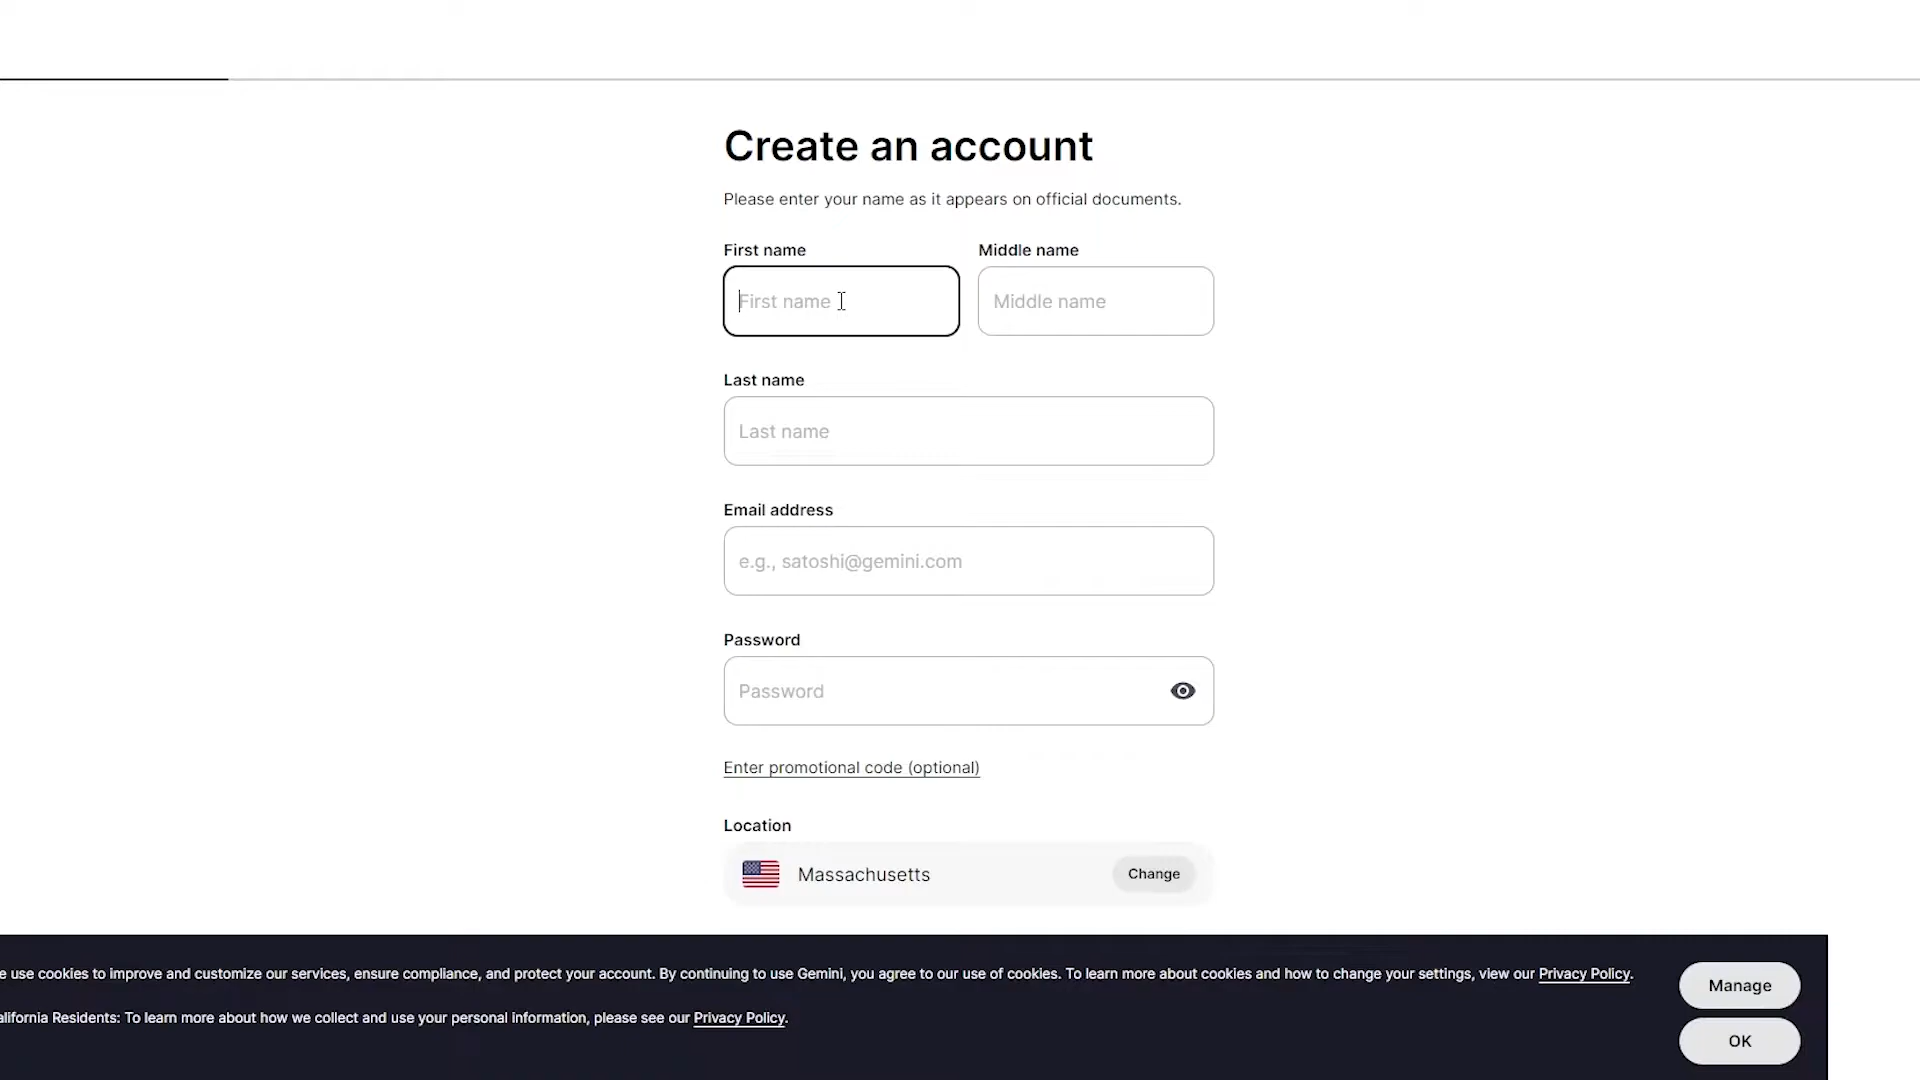 Create an account
Please enter your name as it appears on official documents.
First name
Middle name
First name
Middle name
Last name
Last name
Email address
e.g., satoshi@gemini.com
Password
Password
Enter promotional code (optional)
Location
Massachusetts
Change
e use cookies to improve and customize our services, ensure compliance, and protect your account. By continuing to use Gemini, you agree to our use of cookies. To learn more about cookies and how to change your settings, view our Privacy Policy.
Manage
alifornia Residents: To learn more about how we collect and use your personal information, please see our Privacy Policy.
OK